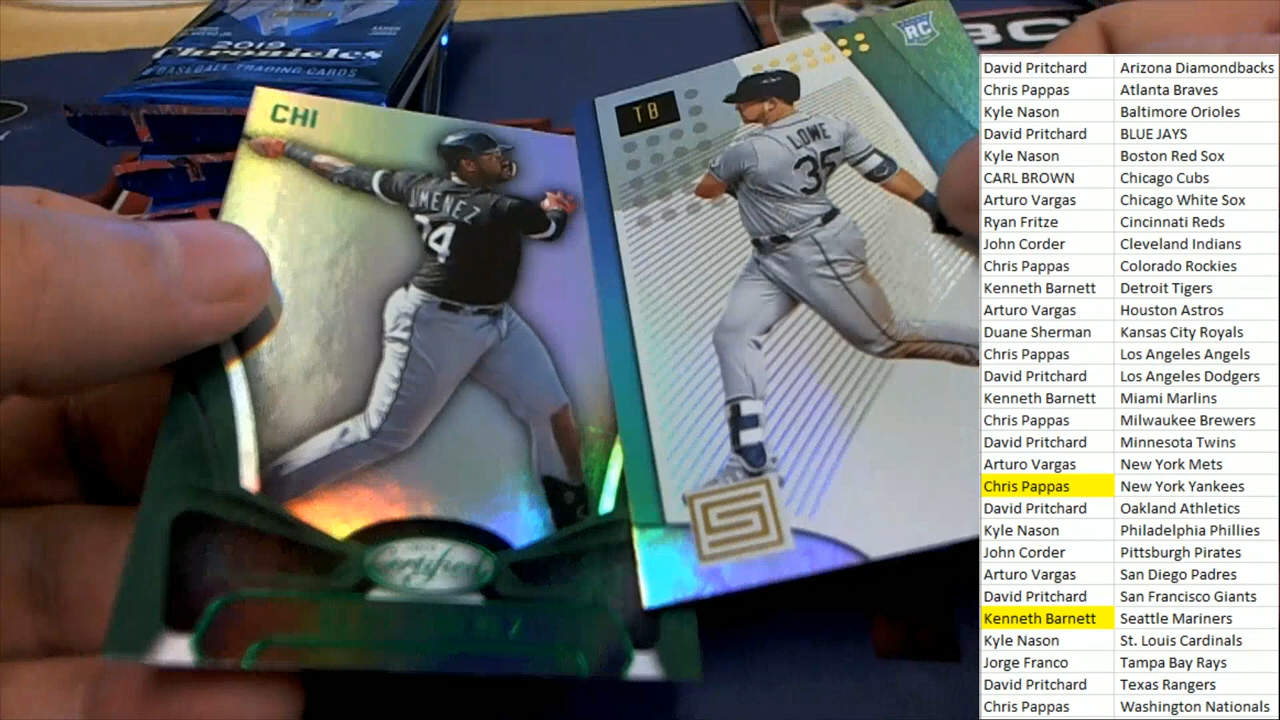 2019
Chronicles
BASEBALL TRADING CARDS
BC
CHI
TB
RC
LOWE
35
IMENEZ
Certified
David Pritchard Arizona Diamondbacks
Chris Pappas Atlanta Braves
Kyle Nason Baltimore Orioles
David Pritchard BLUE JAYS
Kyle Nason Boston Red Sox
CARL BROWN Chicago Cubs
Arturo Vargas Chicago White Sox
Ryan Fritze Cincinnati Reds
John Corder Cleveland Indians
Chris Pappas Colorado Rockies
Kenneth Barnett Detroit Tigers
Arturo Vargas Houston Astros
Duane Sherman Kansas City Royals
Chris Pappas Los Angeles Angels
David Pritchard Los Angeles Dodgers
Kenneth Barnett Miami Marlins
Chris Pappas Milwaukee Brewers
David Pritchard Minnesota Twins
Arturo Vargas New York Mets
Chris Pappas New York Yankees
David Pritchard Oakland Athletics
Kyle Nason Philadelphia Phillies
John Corder Pittsburgh Pirates
Arturo Vargas San Diego Padres
David Pritchard San Francisco Giants
Kenneth Barnett Seattle Mariners
Kyle Nason St. Louis Cardinals
Jorge Franco Tampa Bay Rays
David Pritchard Texas Rangers
Chris Pappas Washington Nationals